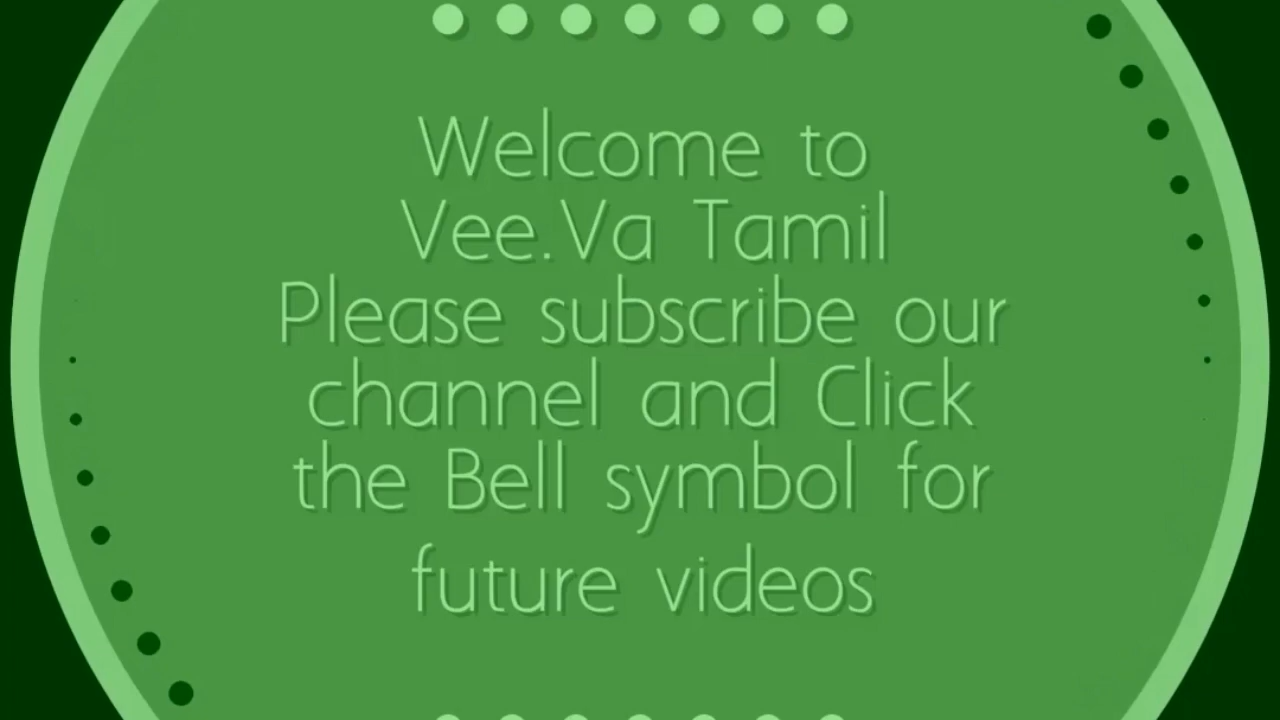 Welcome to
Vee.Va Tamil
Please subscribe our
channel and Click
the Bell symbol for
future videos